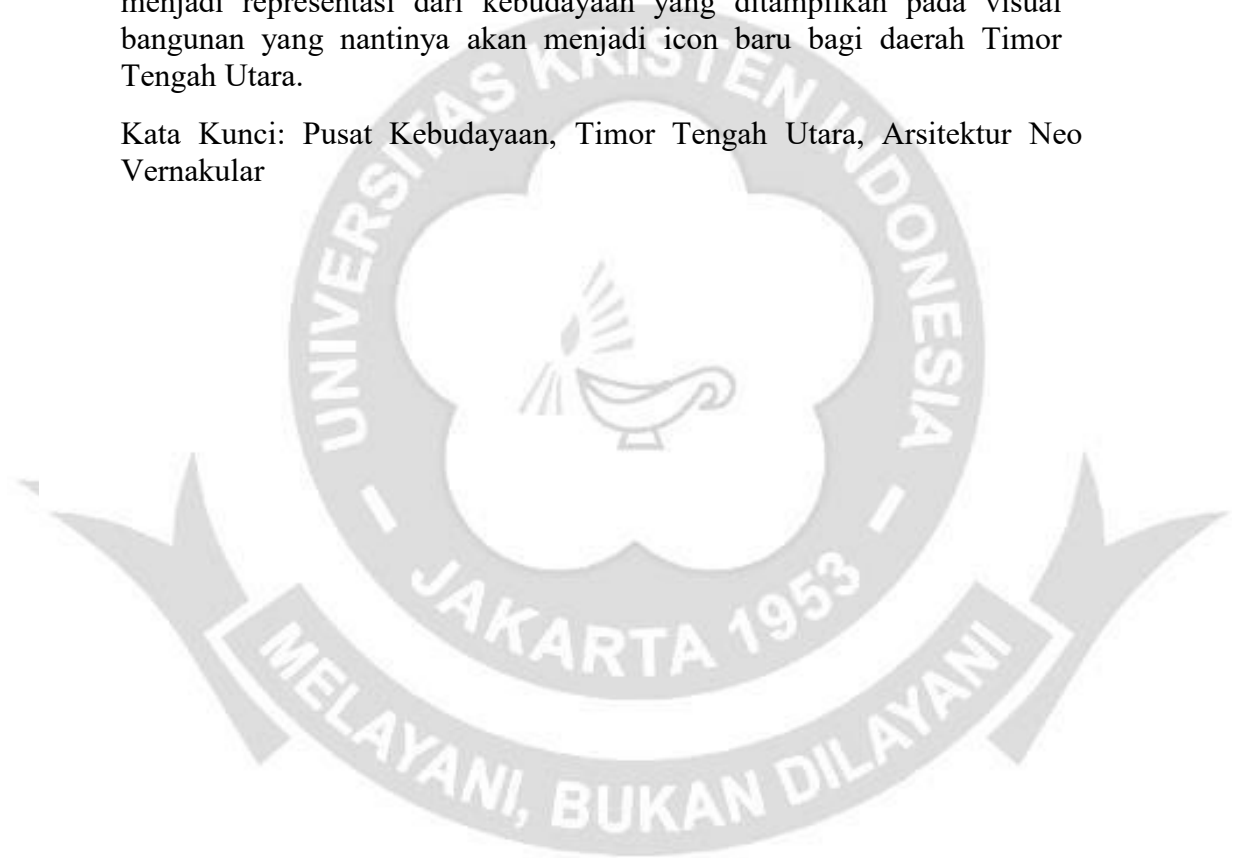 menjadi representasi dari kebudayaan yang ditampilkan pada visual
bangunan yang nantinya akan menjadi icon baru bagi daerah Timor
Tengah Utara.
Kata Kunci: Pusat Kebudayaan, Timor Tengah Utara, Arsitektur Neo
Vernakular
UNIVERSITAS KRISTEN INDONESIA
- JAKARTA 1953 -
MELAYANI, BUKAN DILAYANI